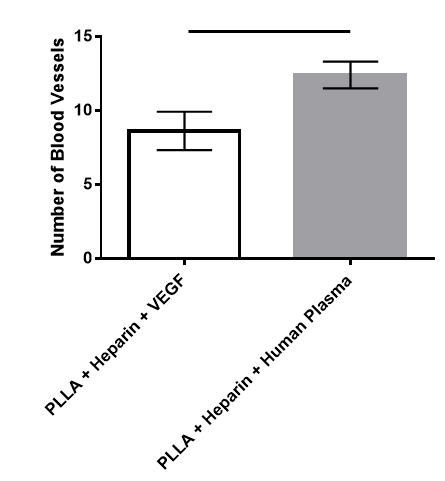 Number of Blood Vessels
15
10
5
0
PLLA + Heparin + VEGF
PLLA + Heparin + Human Plasma